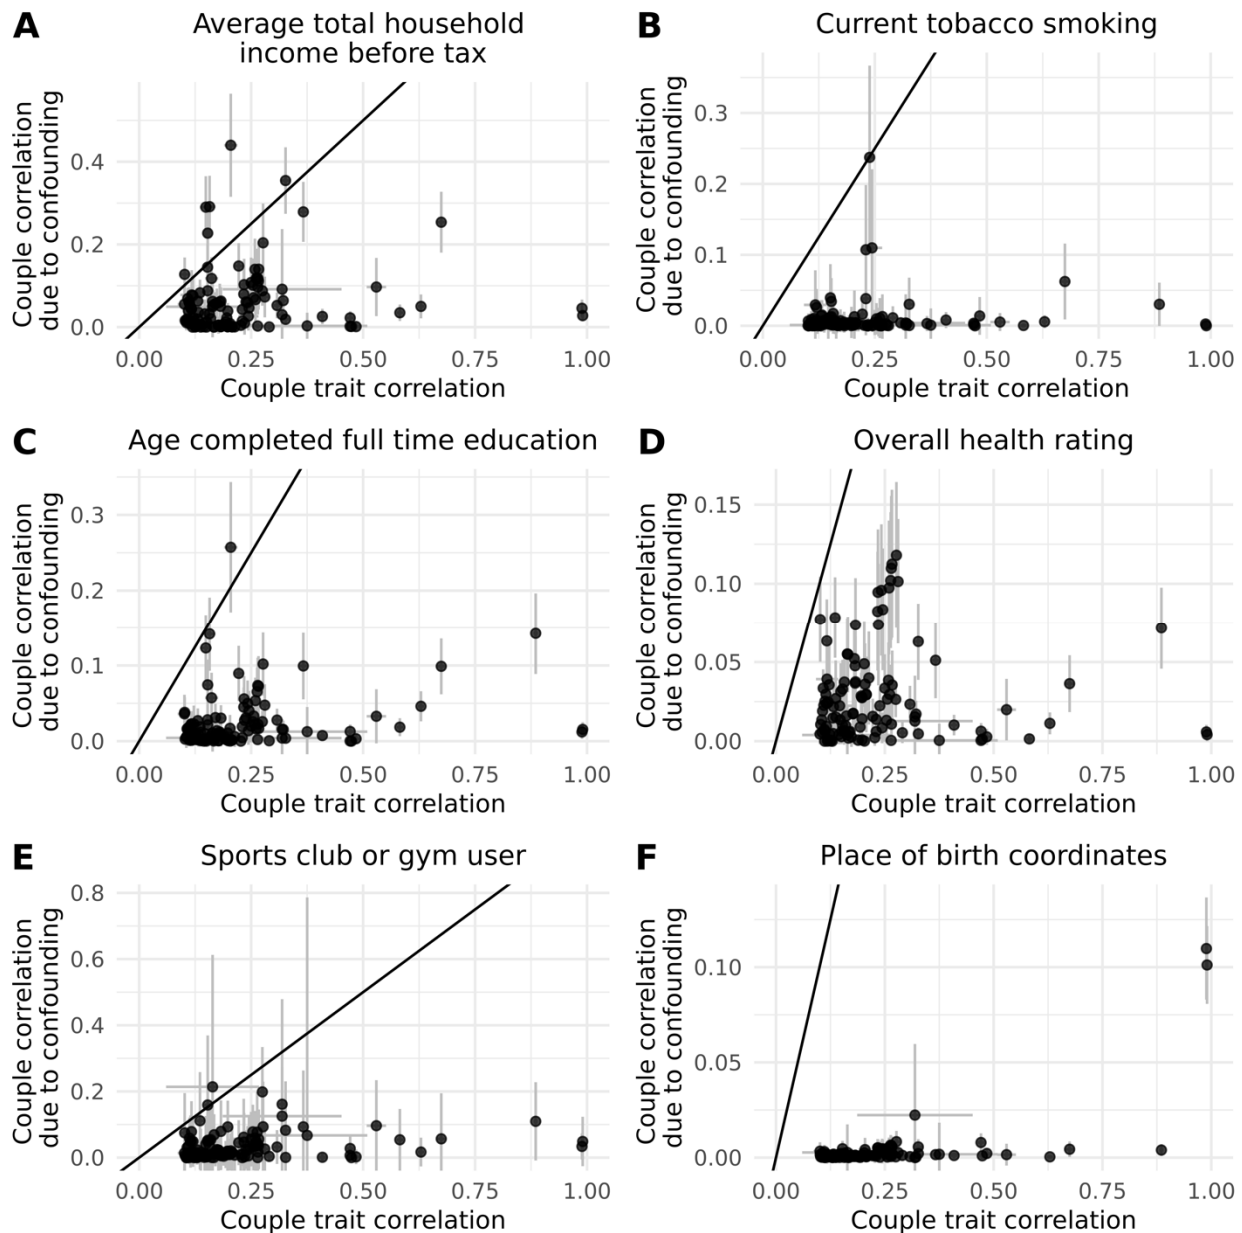 A
Average total household
income before tax
Couple correlation
due to confounding
0.4
0.2
0.0
0.00 0.25 0.50 0.75 1.00
Couple trait correlation
B
Current tobacco smoking
Couple correlation
due to confounding
0.3
0.2
0.1
0.0
0.00 0.25 0.50 0.75 1.00
Couple trait correlation
C
Age completed full time education
Couple correlation
due to confounding
0.3
0.2
0.1
0.0
0.00 0.25 0.50 0.75 1.00
Couple trait correlation
D
Overall health rating
Couple correlation
due to confounding
0.15
0.10
0.05
0.00
0.00 0.25 0.50 0.75 1.00
Couple trait correlation
E
Sports club or gym user
Couple correlation
due to confounding
0.8
0.6
0.4
0.2
0.0
0.00 0.25 0.50 0.75 1.00
Couple trait correlation
F
Place of birth coordinates
Couple correlation
due to confounding
0.10
0.05
0.00
0.00 0.25 0.50 0.75 1.00
Couple trait correlation